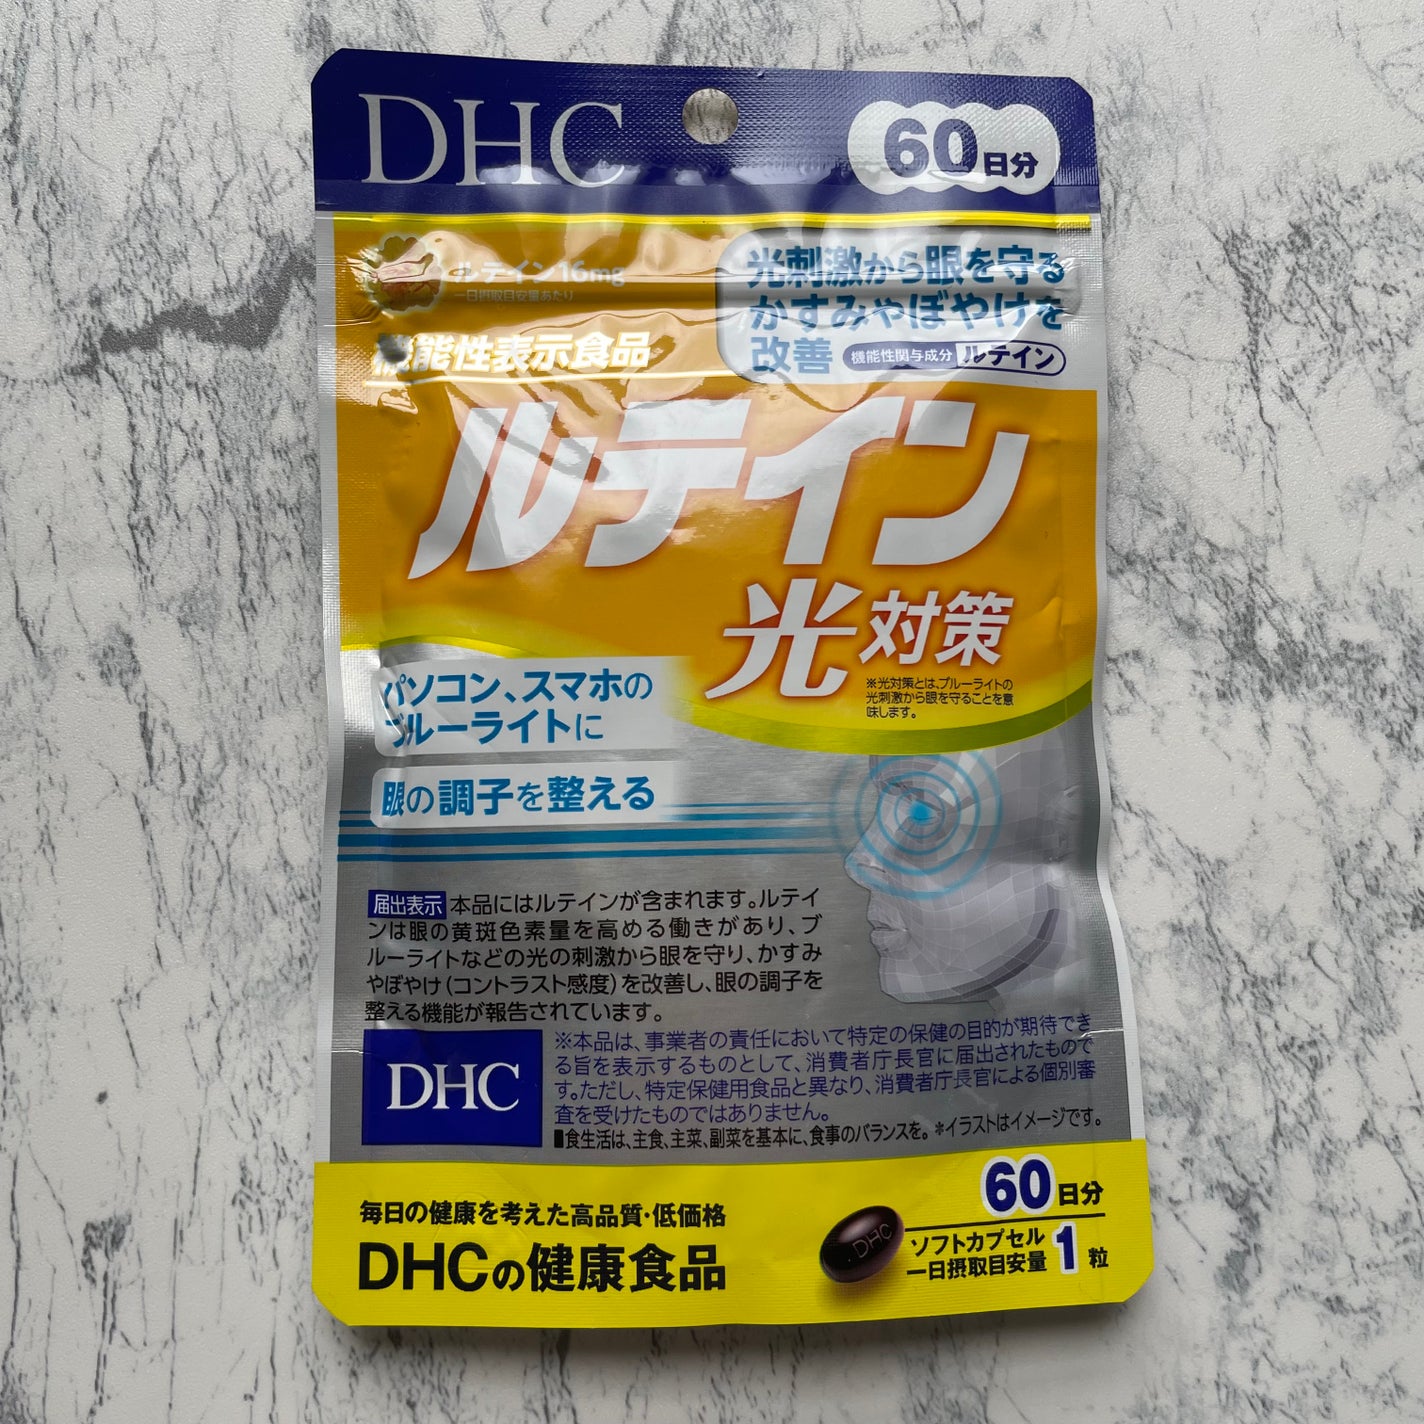 DHC
60日分
ルテイン16mg
一日摂取目安量あたり
機能性表示食品
光刺激から眼を守る
かすみやぼやけを
改善 機能性関与成分 ルテイン
ルテイン
光対策
※光対策とは、ブルーライトの
光刺激から眼を守ることを意
味します。
パソコン、スマホの
ブルーライトに
眼の調子を整える
届出表示 本品にはルテインが含まれます。ルテイ
ンは眼の黄斑色素量を高める働きがあり、ブ
ルーライトなどの光の刺激から眼を守り、かすみ
やぼやけ（コントラスト感度）を改善し、眼の調子を
整える機能が報告されています。
DHC
※本品は、事業者の責任において特定の保健の目的が期待でき
る旨を表示するものとして、消費者庁長官に届出されたもので
す。ただし、特定保健用食品と異なり、消費者庁長官による個別審
査を受けたものではありません。
■食生活は、主食、主菜、副菜を基本に、食事のバランスを。 *イラストはイメージです。
毎日の健康を考えた高品質・低価格
DHCの健康食品
DHC
60日分
ソフトカプセル
一日摂取目安量 1粒